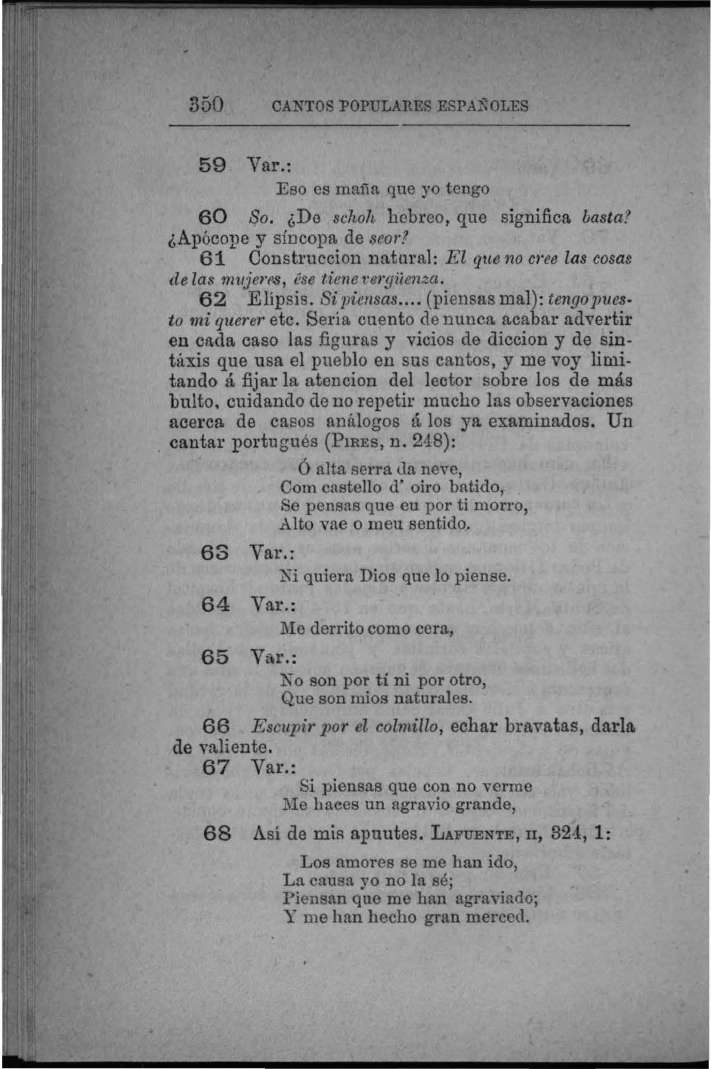 350 CANTOS POPULARES ESPAÑOLES
59 Var.:
Eso es maña que yo tengo
60 So. ¿De schoh hebreo, que significa basta?
¿Apócope y síncopa de seor?
61 Construccion natural: El que no cree las cosas
de las mujeres, ése tiene vergüenza.
62 Elipsis. Si piensas.... (piensas mal): tengo pues-
to mi querer etc. Sería cuento de nunca acabar advertir
en cada caso las figuras y vicios de diccion y de sin-
táxis que usa el pueblo en sus cantos, y me voy limi-
tando á fijar la atencion del lector sobre los de más
bulto, cuidando de no repetir mucho las observaciones
acerca de casos análogos á los ya examinados. Un
cantar portugués (PIRES, n. 248):
Ó alta serra da neve,
Com castello d' oiro batido,
Se pensas que eu por ti morro,
Alto vae o meu sentido.
63 Var.:
Ni quiera Dios que lo piense.
64 Var.:
Me derrito como cera,
65 Var.:
No son por tí ni por otro,
Que son mios naturales.
66 Escupir por el colmillo, echar bravatas, darla
de valiente.
67 Var.:
Si piensas que con no verme
Me haces un agravio grande,
68 Así de mis apuutes. LAFUENTE, II, 324, 1:
Los amores se me han ido,
La causa yo no la sé;
Piensan que me han agraviado;
Y me han hecho gran merced.